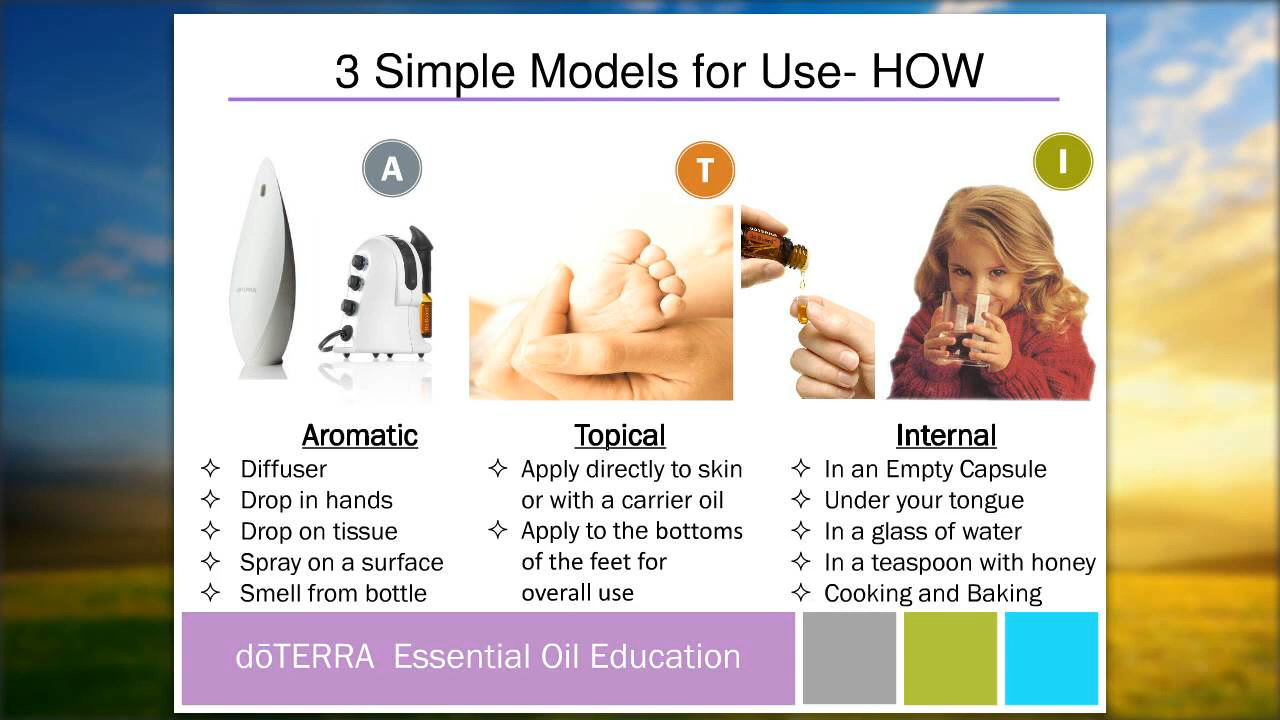 3 Simple Models for Use- HOW
A
T
I
Aromatic
Diffuser
Drop in hands
Drop on tissue
Spray on a surface
Smell from bottle
Topical
Apply directly to skin
or with a carrier oil
Apply to the bottoms
of the feet for
overall use
Internal
In an Empty Capsule
Under your tongue
In a glass of water
In a teaspoon with honey
Cooking and Baking
dōTERRA Essential Oil Education